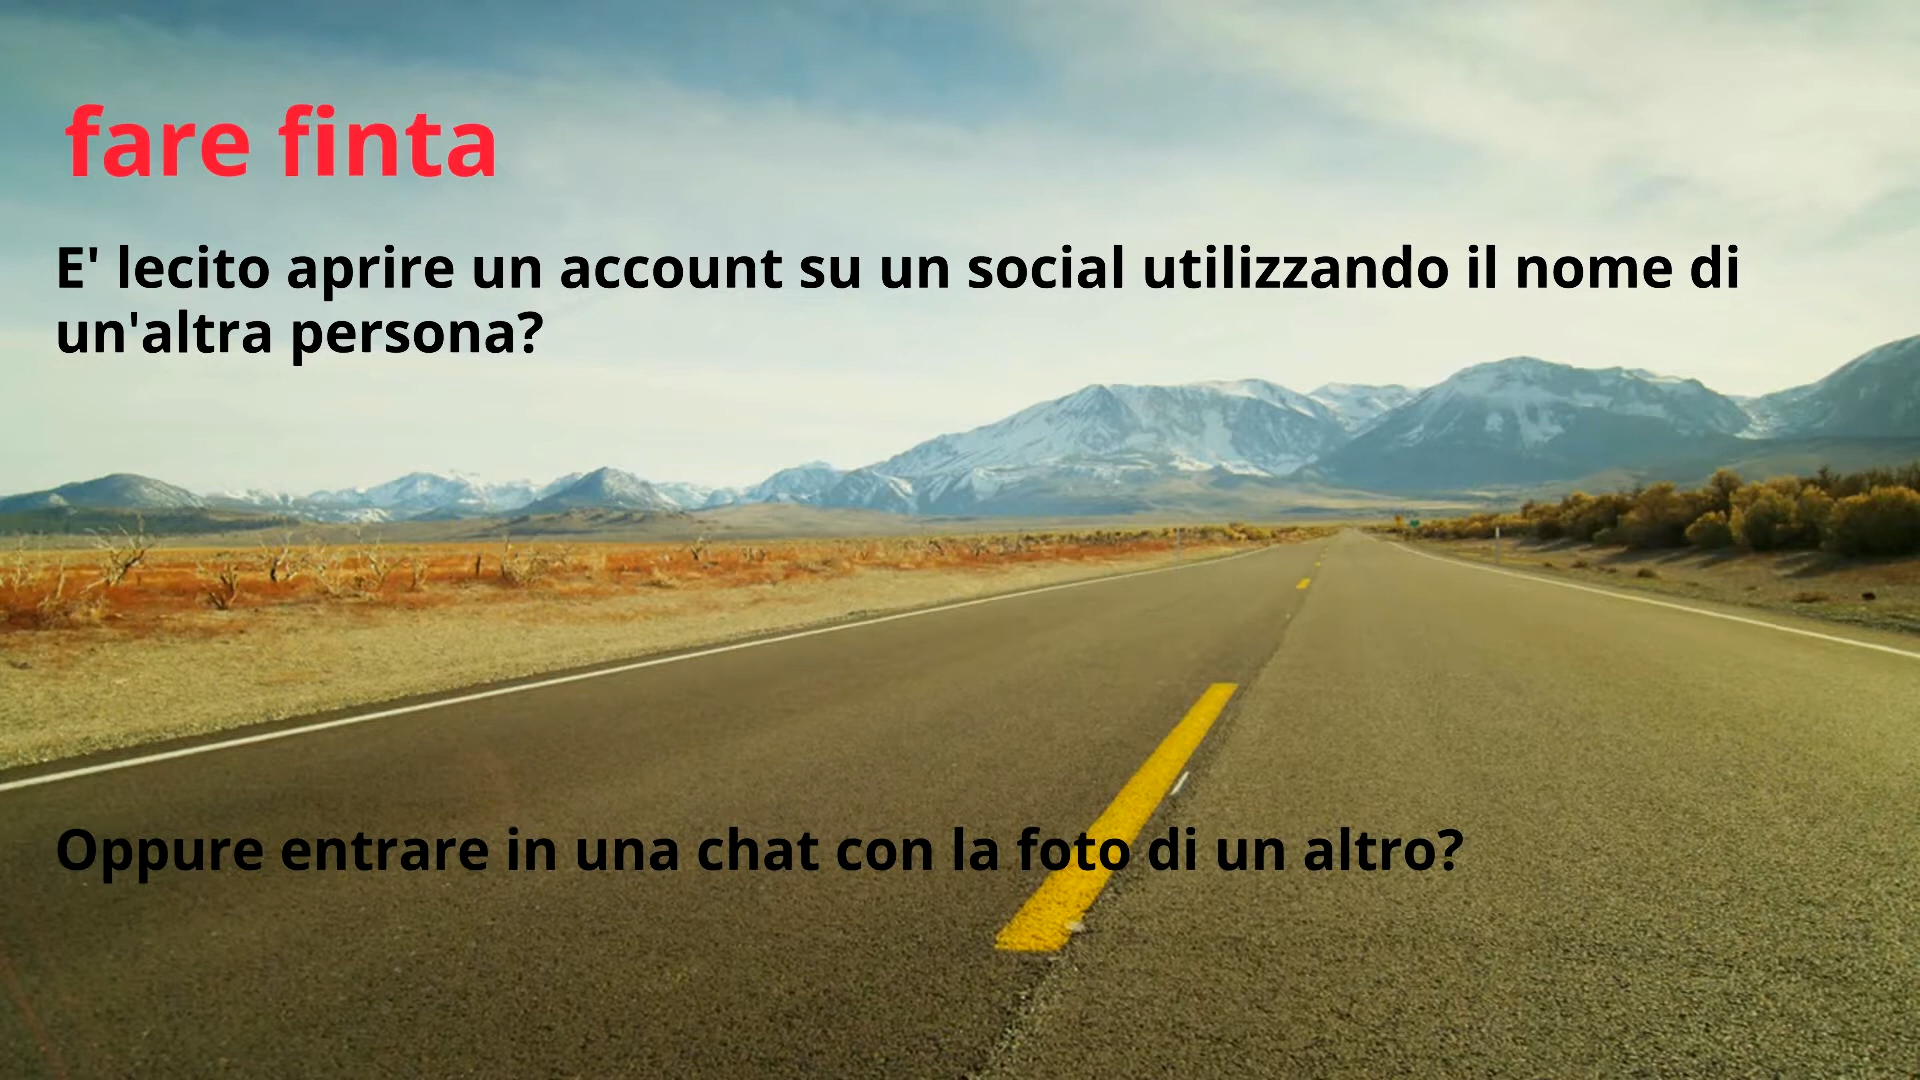 fare finta
E' lecito aprire un account su un social utilizzando il nome di
un'altra persona?
Oppure entrare in una chat con la foto di un altro?